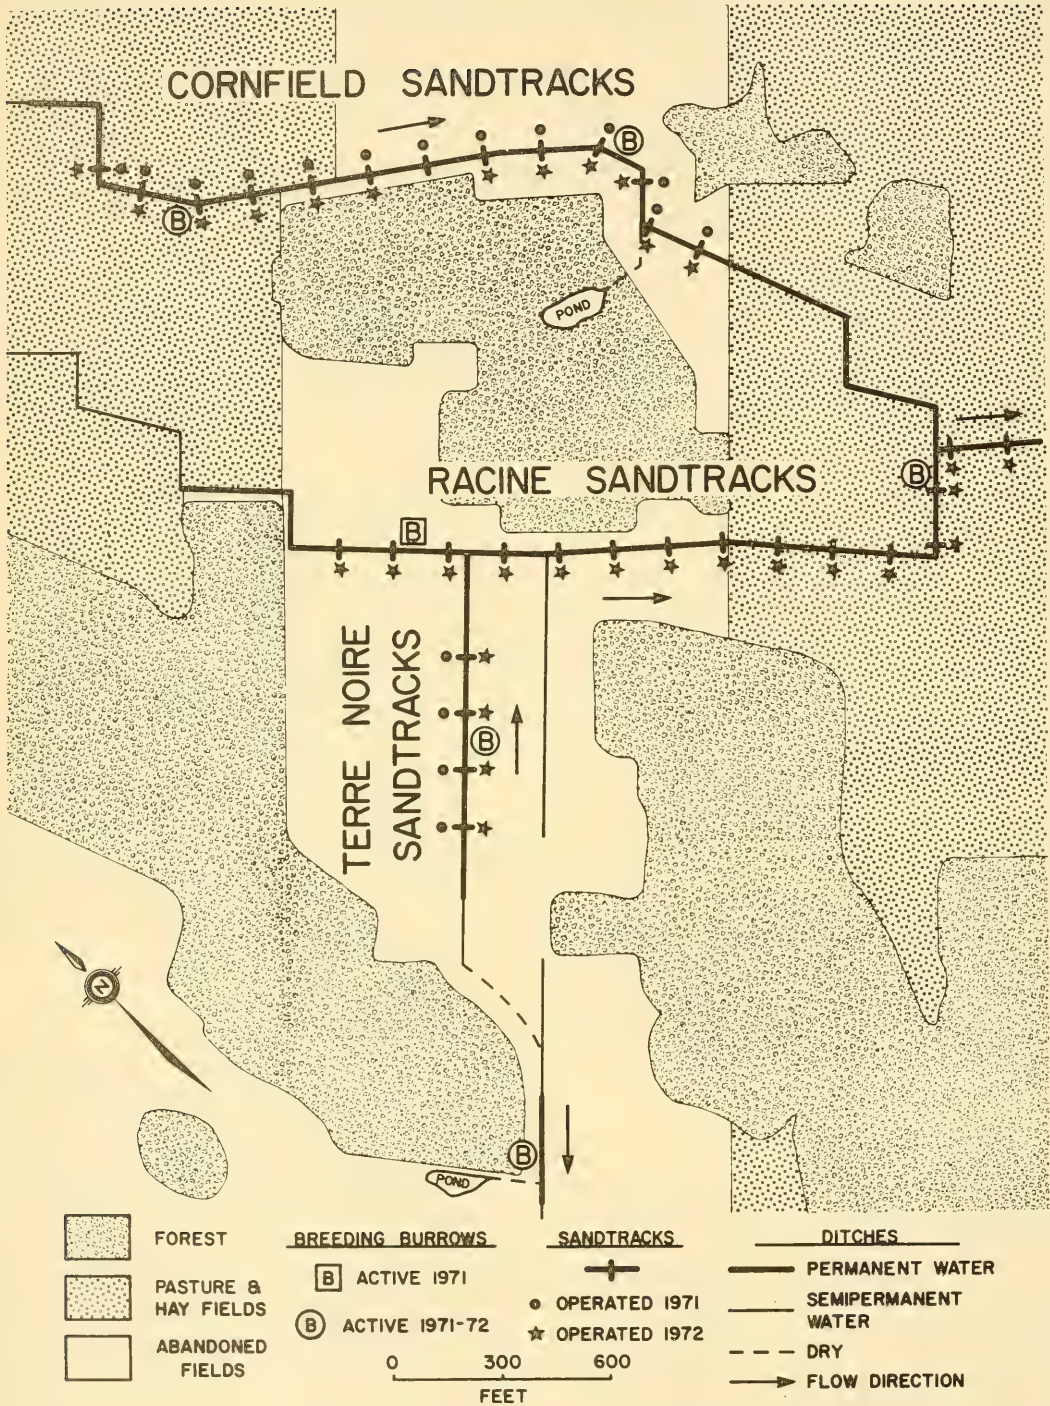 CORNFIELD SANDTRACKS
B
B
POND
RACINE SANDTRACKS
B
B
TERRE NOIRE
SANDTRACKS
B
N
B
POND
FOREST
PASTURE &
HAY FIELDS
ABANDONED
FIELDS
BREEDING BURROWS
B ACTIVE 1971
B ACTIVE 1971-72
0 300 600
FEET
SANDTRACKS
OPERATED 1971
OPERATED 1972
DITCHES
PERMANENT WATER
SEMIPERMANENT
WATER
DRY
FLOW DIRECTION